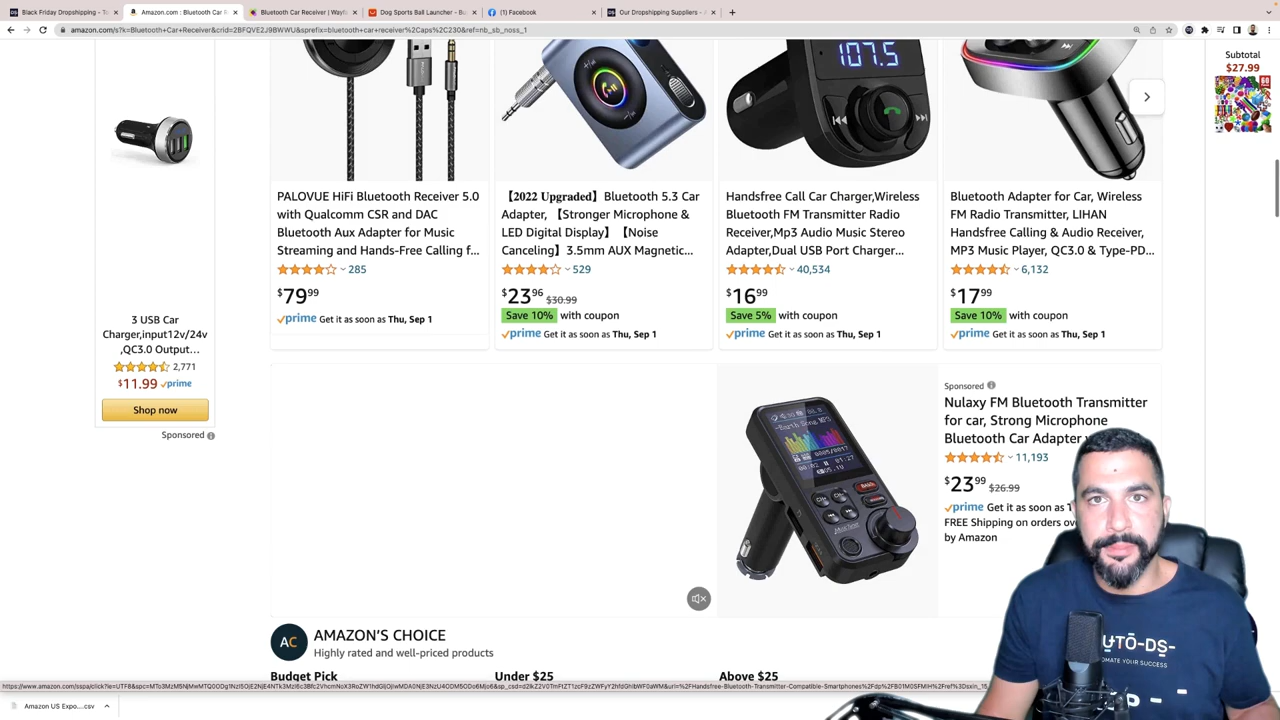 Black Friday Dropshipping - T
Amazon.com : Bluetooth Car R
Bluetooth Car Receiver | Wayf
Dog Sports Ball Launcher - Bu
(1) Facebook
Our Dropshipping Suppliers - A
amazon.com/s?k=Bluetooth+Car+Receiver&crid=2BFQVE2J9BWWU&sprefix=bluetooth+car+receiver%2Caps%2C230&ref=nb_sb_noss_1
Subtotal
$27.99
107.5
PALOVUE HiFi Bluetooth Receiver 5.0
with Qualcomm CSR and DAC
Bluetooth Aux Adapter for Music
Streaming and Hands-Free Calling f...
285
$79.99
prime Get it as soon as Thu, Sep 1
【2022 Upgraded】Bluetooth 5.3 Car
Adapter, 【Stronger Microphone &
LED Digital Display】【Noise
Canceling】3.5mm AUX Magnetic...
529
$23.96 $30.99
Save 10% with coupon
prime Get it as soon as Thu, Sep 1
Handsfree Call Car Charger,Wireless
Bluetooth FM Transmitter Radio
Receiver,Mp3 Audio Music Stereo
Adapter,Dual USB Port Charger...
40,534
$16.99
Save 5% with coupon
prime Get it as soon as Thu, Sep 1
Bluetooth Adapter for Car, Wireless
FM Radio Transmitter, LIHAN
Handsfree Calling & Audio Receiver,
MP3 Music Player, QC3.0 & Type-PD...
6,132
$17.99
Save 10% with coupon
prime Get it as soon as Thu, Sep 1
3 USB Car
Charger,input12v/24v
,QC3.0 Output...
2,771
$11.99 prime
Shop now
Sponsored
Sponsored
Nulaxy FM Bluetooth Transmitter
for car, Strong Microphone
Bluetooth Car Adapter
11,193
$23.99 $26.99
prime Get it as soon as
FREE Shipping on orders
by Amazon
AC
AMAZON'S CHOICE
Highly rated and well-priced products
Budget Pick
Under $25
Above $25
UTO-DS-
OMATE YOUR SUCCESS
Amazon US Expo....csv